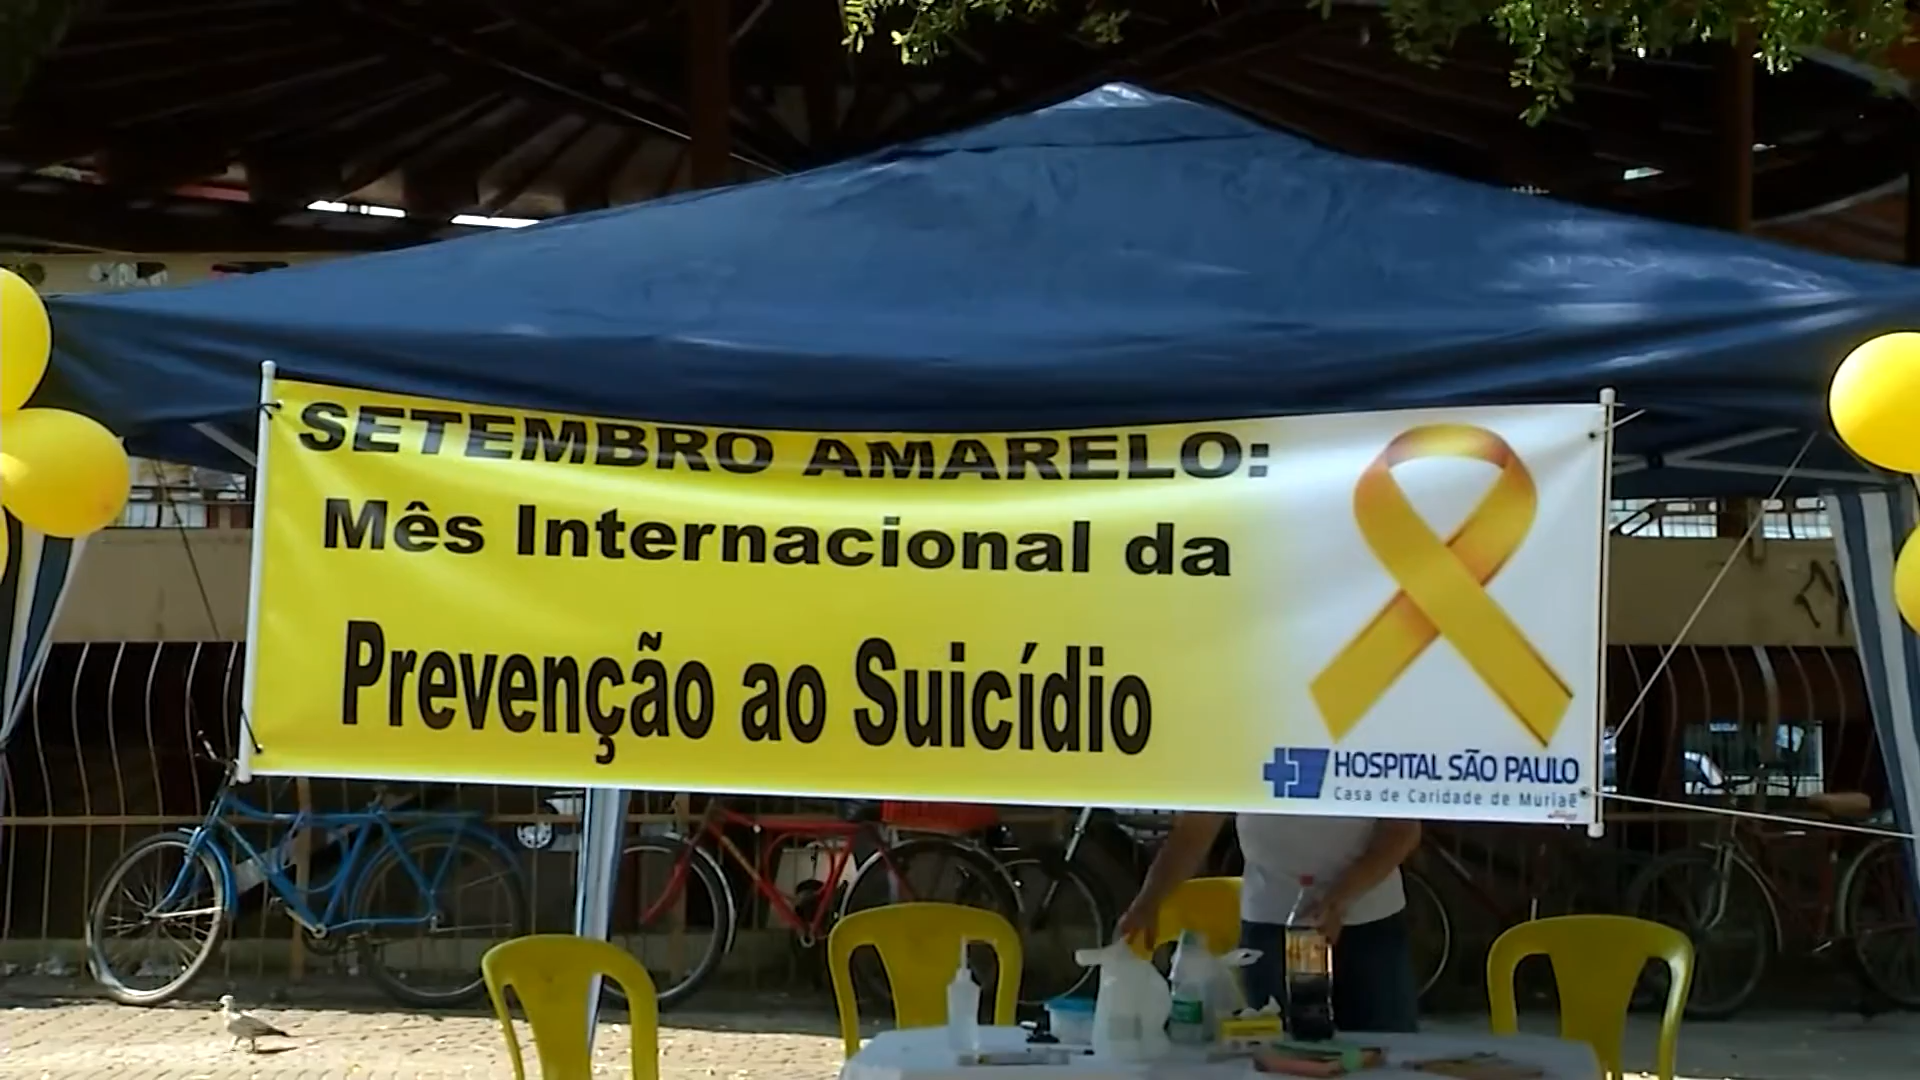 SETEMBRO AMARELO:
Mês Internacional da
Prevenção ao Suicídio
HOSPITAL SÃO PAULO
Casa de Caridade de Muriaé